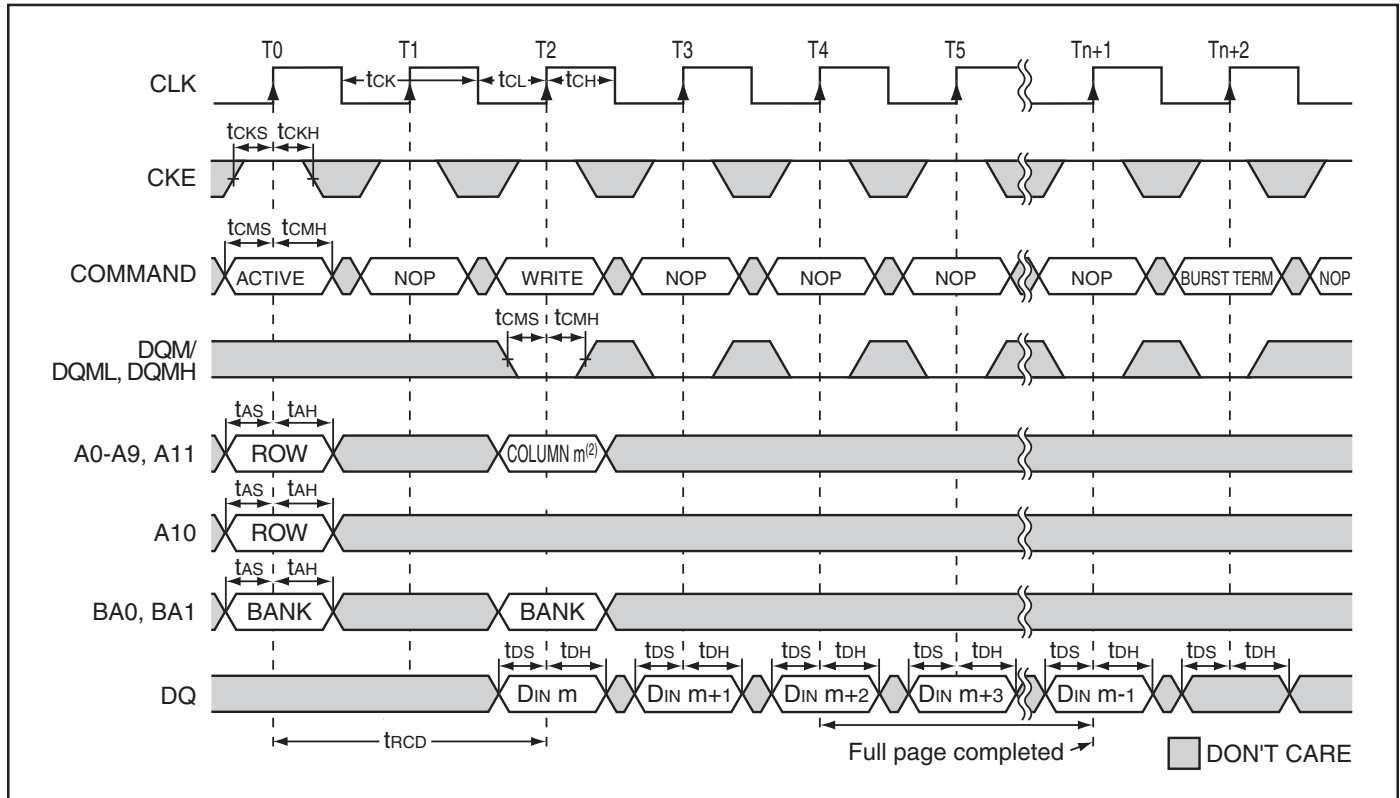 T0 T1 T2 T3 T4 T5 Tn+1 Tn+2
CLK tCK tCL tCH
tCKS tCKH
CKE
tCMS tCMH
COMMAND ACTIVE NOP WRITE NOP NOP NOP NOP BURST TERM NOP
tCMS tCMH
DQM/
DQML, DQMH
tAS tAH
A0-A9, A11 ROW COLUMN m(2)
tAS tAH
A10 ROW
tAS tAH
BA0, BA1 BANK BANK
tDS tDH tDS tDH tDS tDH tDS tDH tDS tDH tDS tDH
DQ DIN m DIN m+1 DIN m+2 DIN m+3 DIN m-1
tRCD
Full page completed
DON'T CARE